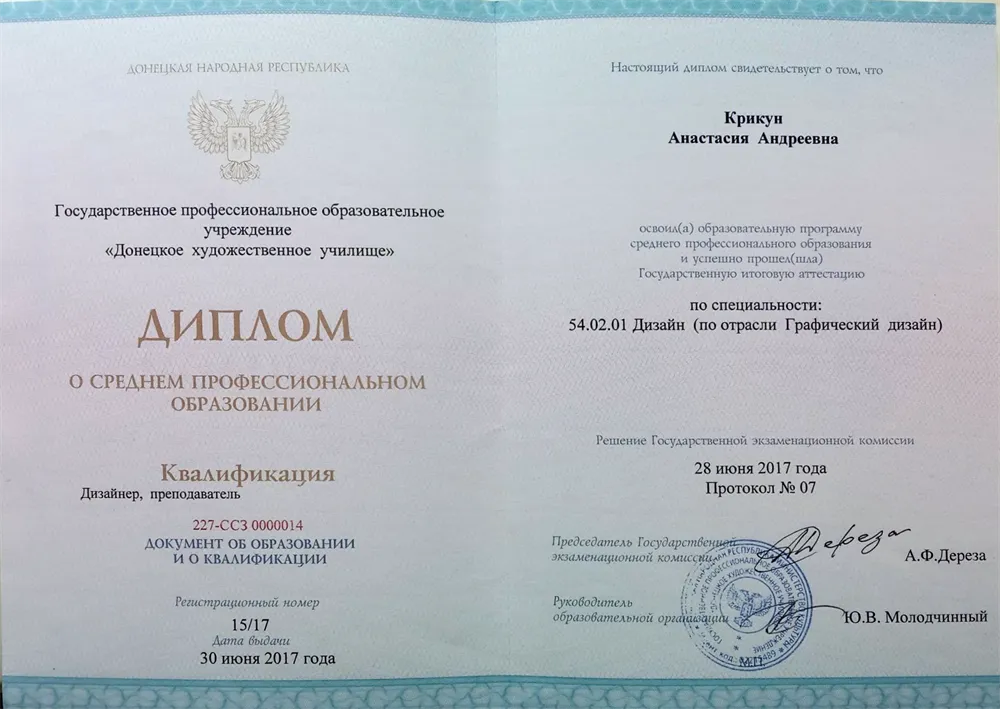 ДОНЕЦКАЯ НАРОДНАЯ РЕСПУБЛИКА
Государственное профессиональное образовательное
учреждение
«Донецкое художественное училище»
ДИПЛОМ
О СРЕДНЕМ ПРОФЕССИОНАЛЬНОМ
ОБРАЗОВАНИИ
Квалификация
Дизайнер, преподаватель
227-ССЗ 0000014
ДОКУМЕНТ ОБ ОБРАЗОВАНИИ
И О КВАЛИФИКАЦИИ
Регистрационный номер
15/17
Дата выдачи
30 июня 2017 года
Настоящий диплом свидетельствует о том, что
Крикун
Анастасия Андреевна
освоил(а) образовательную программу
среднего профессионального образования
и успешно прошел(шла)
Государственную итоговую аттестацию
по специальности:
54.02.01 Дизайн (по отрасли Графический дизайн)
Решение Государственной экзаменационной комиссии
28 июня 2017 года
Протокол № 07
Председатель Государственной
экзаменационной комиссии
Дереза
А.Ф.Дереза
Руководитель
образовательной организации
Ю.В. Молодчинный
М.П.